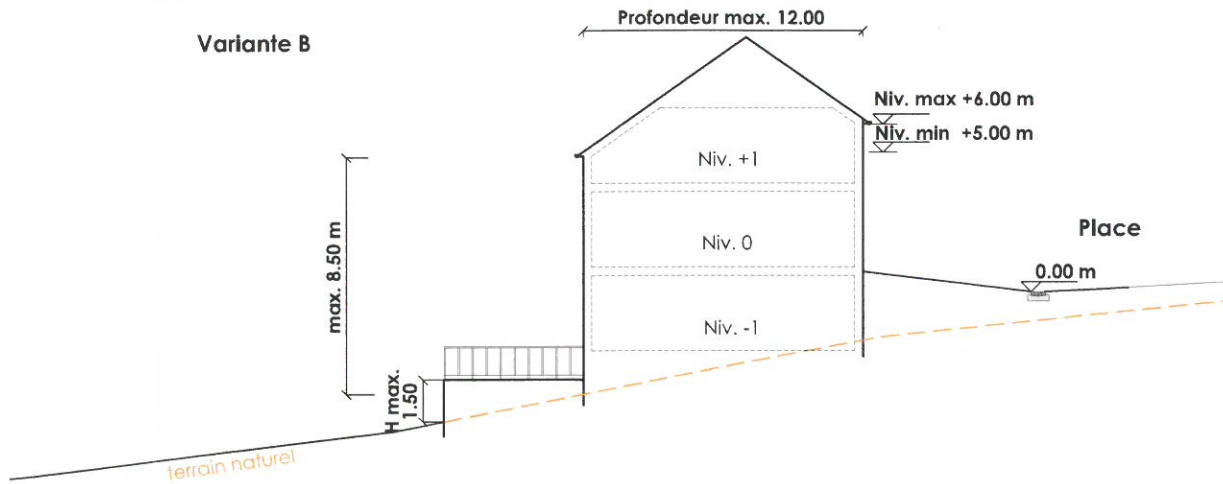 Profondeur max. 12.00
Variante B
Niv. max +6.00 m
Niv. min +5.00 m
Niv. +1
max. 8.50 m
Niv. 0
Place
0.00 m
Niv. -1
H max.
1.50
terrain naturel